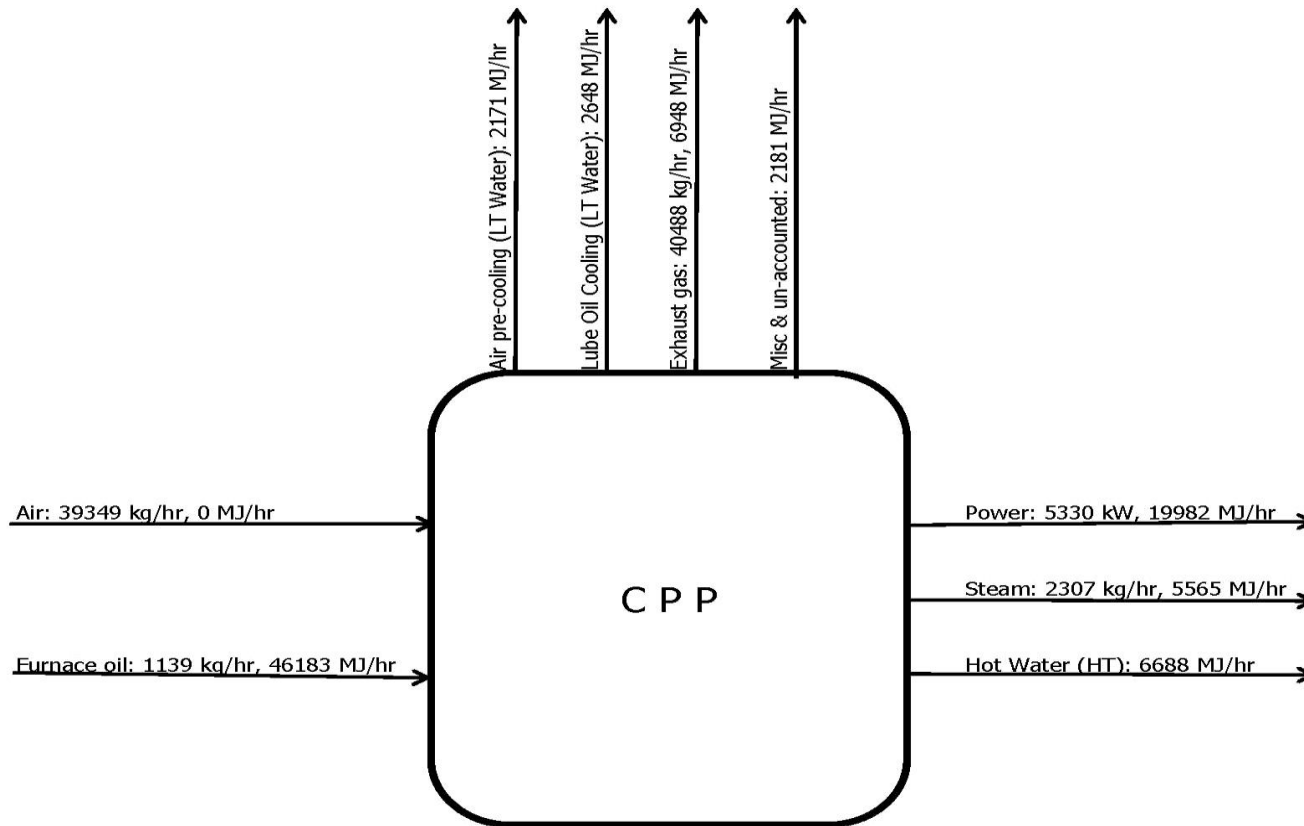 Air pre-cooling (LT Water): 2171 MJ/hr
Lube Oil Cooling (LT Water): 2648 MJ/hr
Exhaust gas: 40488 kg/hr, 6948 MJ/hr
Misc & un-accounted: 2181 MJ/hr
Air: 39349 kg/hr, 0 MJ/hr
Furnace oil: 1139 kg/hr, 46183 MJ/hr
C P P
Power: 5330 kW, 19982 MJ/hr
Steam: 2307 kg/hr, 5565 MJ/hr
Hot Water (HT): 6688 MJ/hr